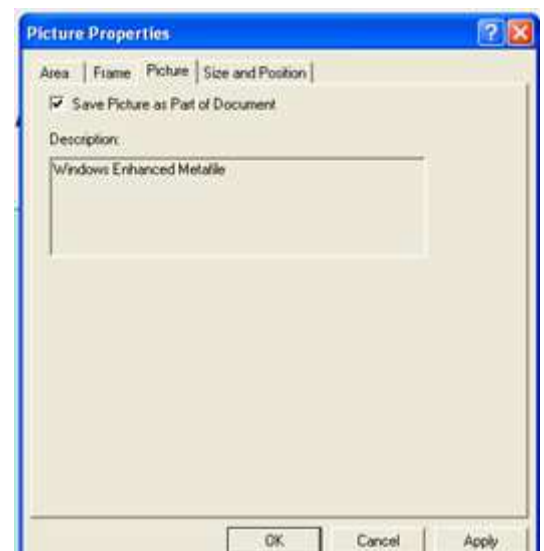 Picture Properties
Area Frame Picture Size and Position
Save Picture as Part of Document
Description:
Windows Enhanced Metafile
OK Cancel Apply